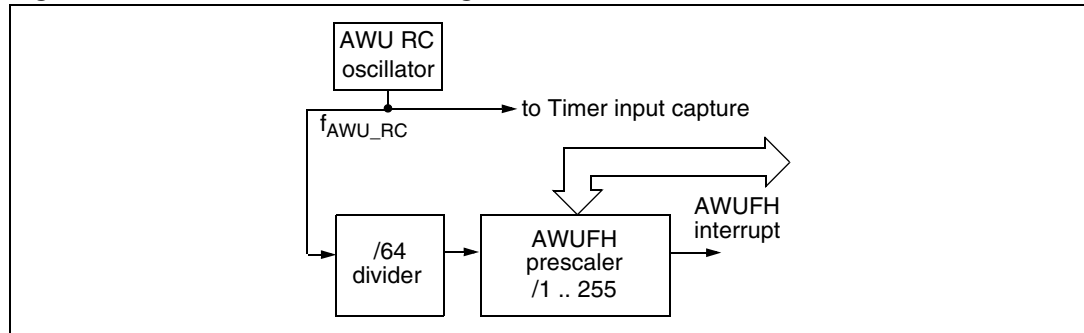 AWU RC
oscillator
to Timer input capture
fAWU_RC
AWUFH
interrupt
/64
divider
AWUFH
prescaler
/1 .. 255